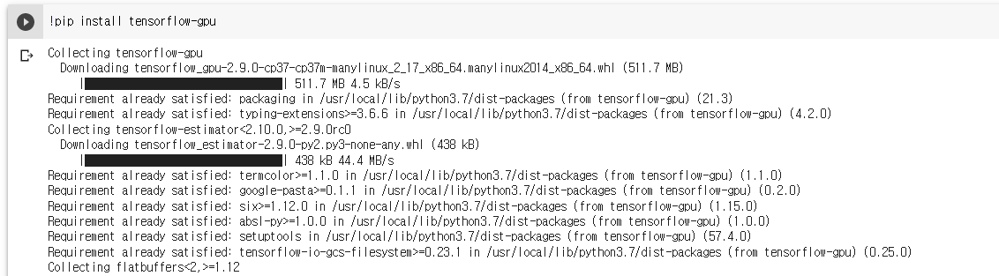 !pip install tensorflow-gpu
Collecting tensorflow-gpu
Downloading tensorflow_gpu-2.9.0-cp37-cp37m-manylinux_2_17_x86_64.manylinux2014_x86_64.whl (511.7 MB)
| 511.7 MB 4.5 kB/s
Requirement already satisfied: packaging in /usr/local/lib/python3.7/dist-packages (from tensorflow-gpu) (21.3)
Requirement already satisfied: typing-extensions>=3.6.6 in /usr/local/lib/python3.7/dist-packages (from tensorflow-gpu) (4.2.0)
Collecting tensorflow-estimator<2.10.0,>=2.9.0rc0
Downloading tensorflow_estimator-2.9.0-py2.py3-none-any.whl (438 kB)
| 438 kB 44.4 MB/s
Requirement already satisfied: termcolor>=1.1.0 in /usr/local/lib/python3.7/dist-packages (from tensorflow-gpu) (1.1.0)
Requirement already satisfied: google-pasta>=0.1.1 in /usr/local/lib/python3.7/dist-packages (from tensorflow-gpu) (0.2.0)
Requirement already satisfied: six>=1.12.0 in /usr/local/lib/python3.7/dist-packages (from tensorflow-gpu) (1.15.0)
Requirement already satisfied: absl-py>=1.0.0 in /usr/local/lib/python3.7/dist-packages (from tensorflow-gpu) (1.0.0)
Requirement already satisfied: setuptools in /usr/local/lib/python3.7/dist-packages (from tensorflow-gpu) (57.4.0)
Requirement already satisfied: tensorflow-io-gcs-filesystem>=0.23.1 in /usr/local/lib/python3.7/dist-packages (from tensorflow-gpu) (0.25.0)
Collecting flatbuffers<2,>=1.12